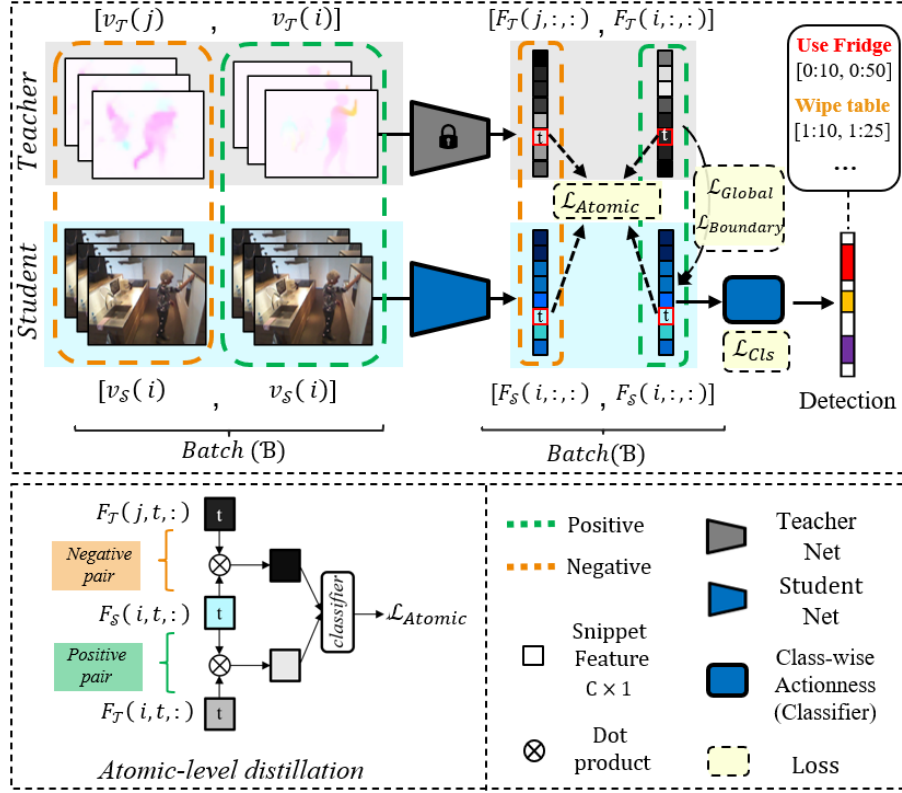 [v_𝒯(j) , v_𝒯(i)]
[F_𝒯(j,:,:) , F_𝒯(i,:,:)]
Teacher
t
t
ℒ_Atomic
ℒ_Global
ℒ_Boundary
Use Fridge
[0:10, 0:50]
Wipe table
[1:10, 1:25]
...
Student
t
t
ℒ_Cls
[v_𝒮(i) , v_𝒮(i)]
[F_𝒮(i,:,:) , F_𝒮(i,:,:)]
Detection
Batch (B)
Batch(B)
F_𝒯(j,t,:)
t
Negative
pair
F_𝒮(i,t,:)
t
classifier
ℒ_Atomic
Positive
pair
F_𝒯(i,t,:)
t
Atomic-level distillation
Positive
Negative
Snippet
Feature
C × 1
Dot
product
Teacher
Net
Student
Net
Class-wise
Actionness
(Classifier)
Loss